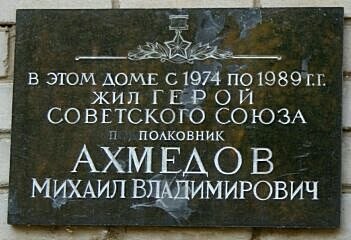 В ЭТОМ ДОМЕ С 1974 ПО 1989 Г.Г.
ЖИЛ ГЕРОЙ
СОВЕТСКОГО СОЮЗА
ПОЛКОВНИК
АХМЕДОВ
МИХАИЛ ВЛАДИМИРОВИЧ